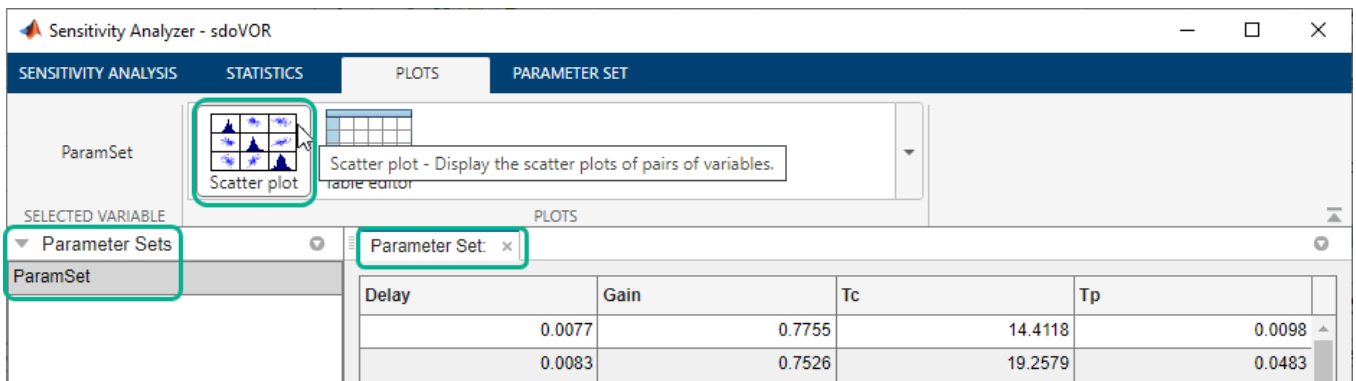 Sensitivity Analyzer - sdoVOR
SENSITIVITY ANALYSIS STATISTICS PLOTS PARAMETER SET
ParamSet
Scatter plot - Display the scatter plots of pairs of variables.
Scatter plot Table editor
SELECTED VARIABLE PLOTS
Parameter Sets Parameter Set:
ParamSet
Delay Gain Tc Tp
0.0077 0.7755 14.4118 0.0098
0.0083 0.7526 19.2579 0.0483